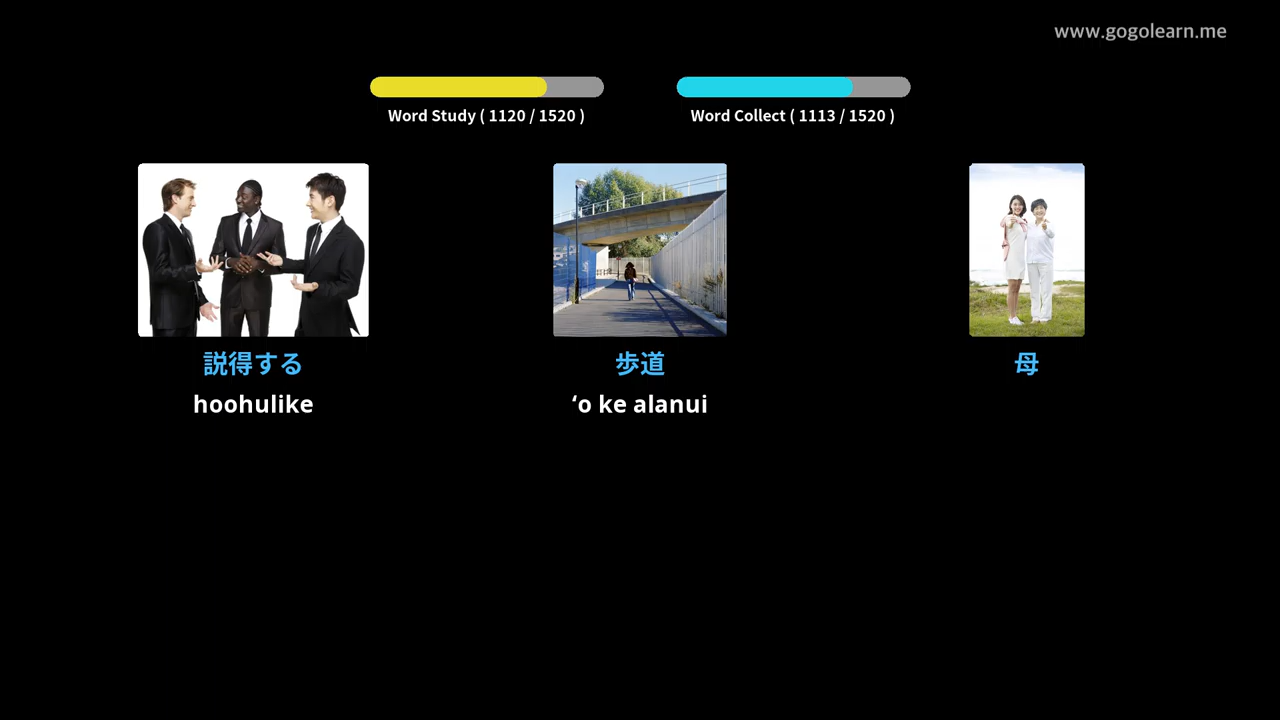 www.gogolearn.me
Word Study ( 1120 / 1520 )
Word Collect ( 1113 / 1520 )
説得する
歩道
母
hoohulike
ʻo ke alanui